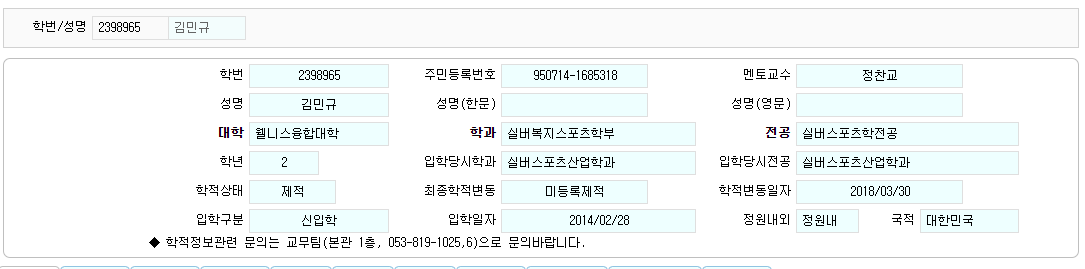 학번/성명 2398965 김민규
학번 2398965 주민등록번호 950714-1685318 멘토교수 정찬교
성명 김민규 성명(한문) 성명(영문)
대학 웰니스융합대학 학과 실버복지스포츠학부 전공 실버스포츠학전공
학년 2 입학당시학과 실버스포츠산업학과 입학당시전공 실버스포츠산업학과
학적상태 제적 최종학적변동 미등록제적 학적변동일자 2018/03/30
입학구분 신입학 입학일자 2014/02/28 정원내외 정원내 국적 대한민국
◆ 학적정보관련 문의는 교무팀(본관 1층, 053-819-1025,6)으로 문의바랍니다.